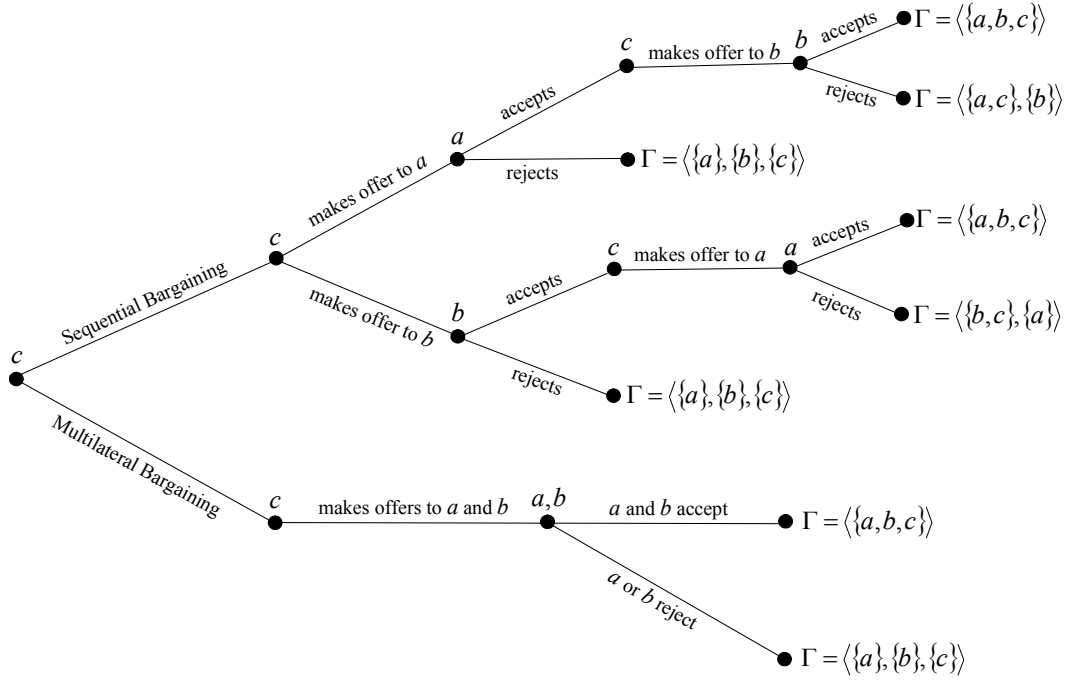 c
Sequential Bargaining
Multilateral Bargaining
c
makes offer to a
makes offer to b
a
accepts
rejects
c
makes offer to b
b
accepts
Γ = ⟨{a,b,c}⟩
rejects
Γ = ⟨{a,c},{b}⟩
Γ = ⟨{a},{b},{c}⟩
b
accepts
rejects
c
makes offer to a
a
accepts
Γ = ⟨{a,b,c}⟩
rejects
Γ = ⟨{b,c},{a}⟩
Γ = ⟨{a},{b},{c}⟩
c
makes offers to a and b
a,b
a and b accept
Γ = ⟨{a,b,c}⟩
a or b reject
Γ = ⟨{a},{b},{c}⟩